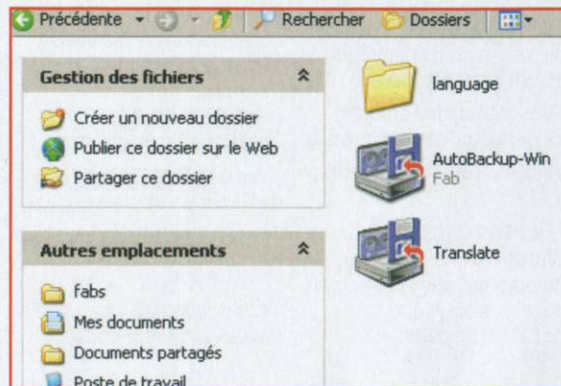 Précédente
Rechercher
Dossiers
Gestion des fichiers
Créer un nouveau dossier
Publier ce dossier sur le Web
Partager ce dossier
Autres emplacements
fabs
Mes documents
Documents partagés
Poste de travail
language
AutoBackup-Win
Fab
Translate